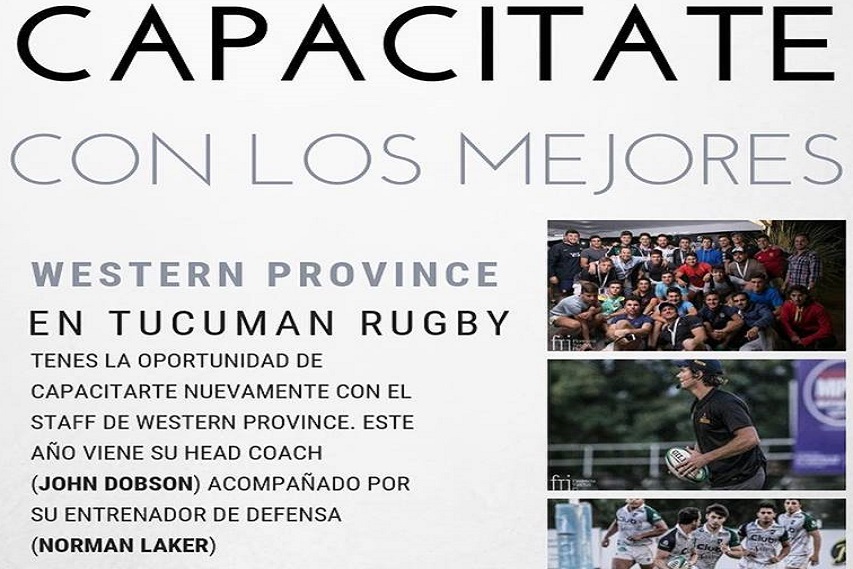 CAPACITATE
CON LOS MEJORES
WESTERN PROVINCE
EN TUCUMAN RUGBY
TENES LA OPORTUNIDAD DE
CAPACITARTE NUEVAMENTE CON EL
STAFF DE WESTERN PROVINCE. ESTE
AÑO VIENE SU HEAD COACH
(JOHN DOBSON) ACOMPAÑADO POR
SU ENTRENADOR DE DEFENSA
(NORMAN LAKER)